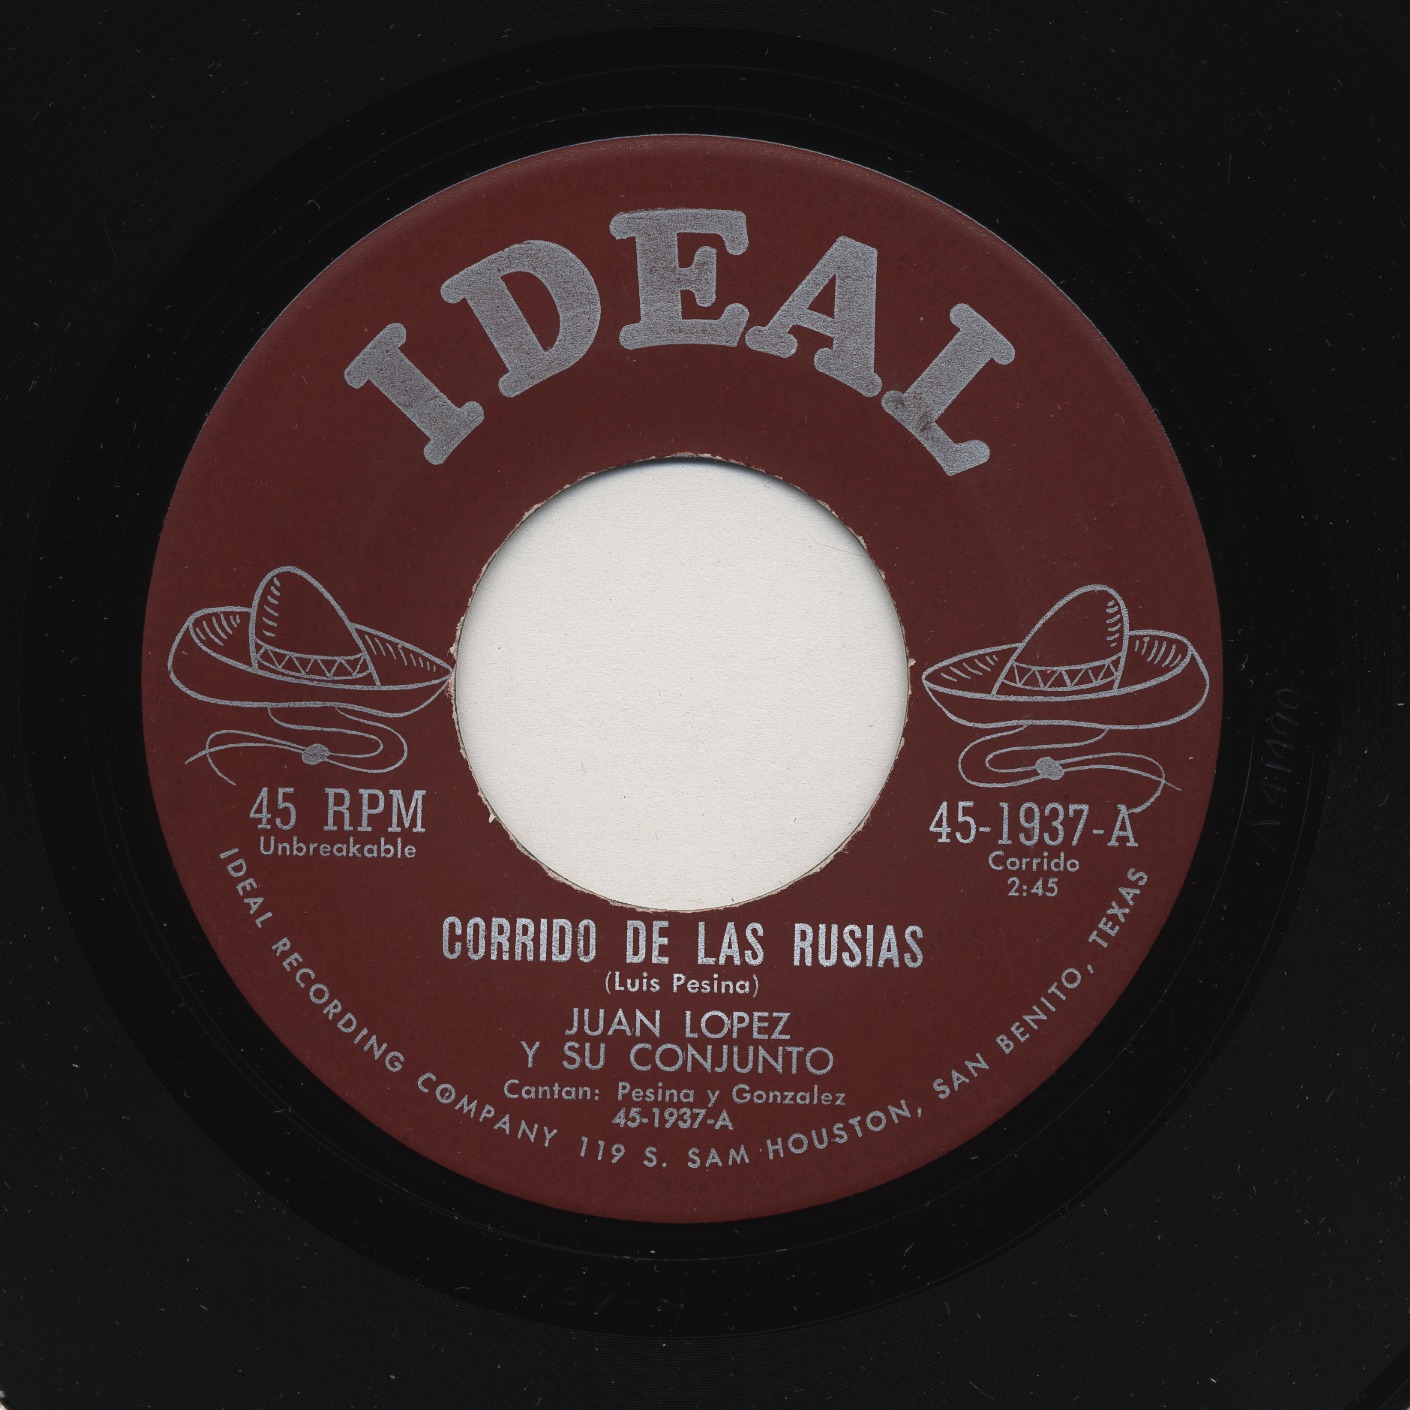 IDEAL
45 RPM
Unbreakable
45-1937-A
Corrido
2:45
CORRIDO DE LAS RUSIAS
(Luis Pesina)
JUAN LOPEZ
Y SU CONJUNTO
Cantan: Pesina y Gonzalez
45-1937-A
IDEAL RECORDING COMPANY 119 S. SAM HOUSTON, SAN BENITO, TEXAS